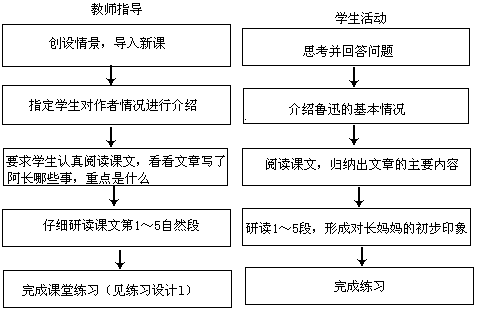 教师指导
创设情景，导入新课
指定学生对作者情况进行介绍
要求学生认真阅读课文，看看文章写了
阿长哪些事，重点是什么
仔细研读课文第1～5自然段
完成课堂练习（见练习设计1）
学生活动
思考并回答问题
介绍鲁迅的基本情况
阅读课文，归纳出文章的主要内容
研读1～5段，形成对长妈妈的初步印象
完成练习